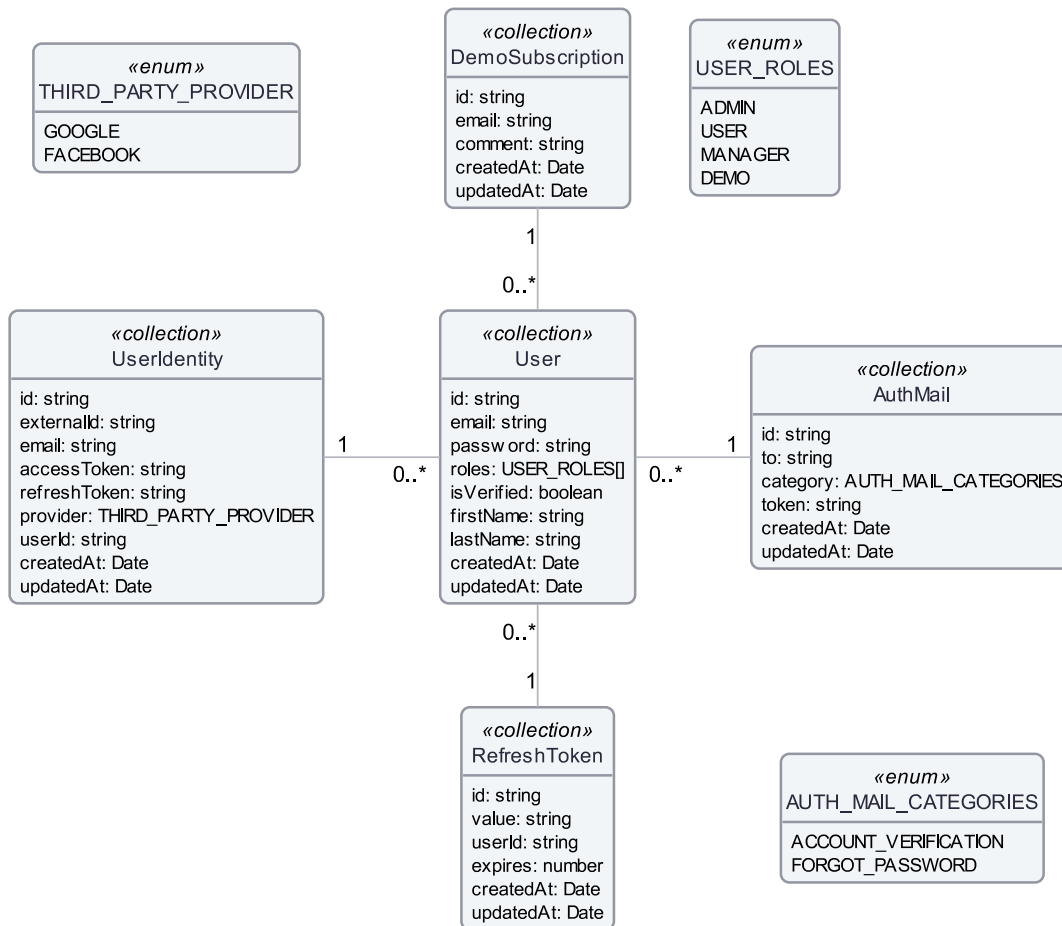 «enum»
THIRD_PARTY_PROVIDER
GOOGLE
FACEBOOK
«collection»
DemoSubscription
id: string
email: string
comment: string
createdAt: Date
updatedAt: Date
«enum»
USER_ROLES
ADMIN
USER
MANAGER
DEMO
1
0..*
«collection»
UserIdentity
id: string
externalId: string
email: string
accessToken: string
refreshToken: string
provider: THIRD_PARTY_PROVIDER
userId: string
createdAt: Date
updatedAt: Date
1
0..*
«collection»
User
id: string
email: string
password: string
roles: USER_ROLES[]
isVerified: boolean
firstName: string
lastName: string
createdAt: Date
updatedAt: Date
1
0..*
«collection»
AuthMail
id: string
to: string
category: AUTH_MAIL_CATEGORIES
token: string
createdAt: Date
updatedAt: Date
0..*
1
«collection»
RefreshToken
id: string
value: string
userId: string
expires: number
createdAt: Date
updatedAt: Date
«enum»
AUTH_MAIL_CATEGORIES
ACCOUNT_VERIFICATION
FORGOT_PASSWORD